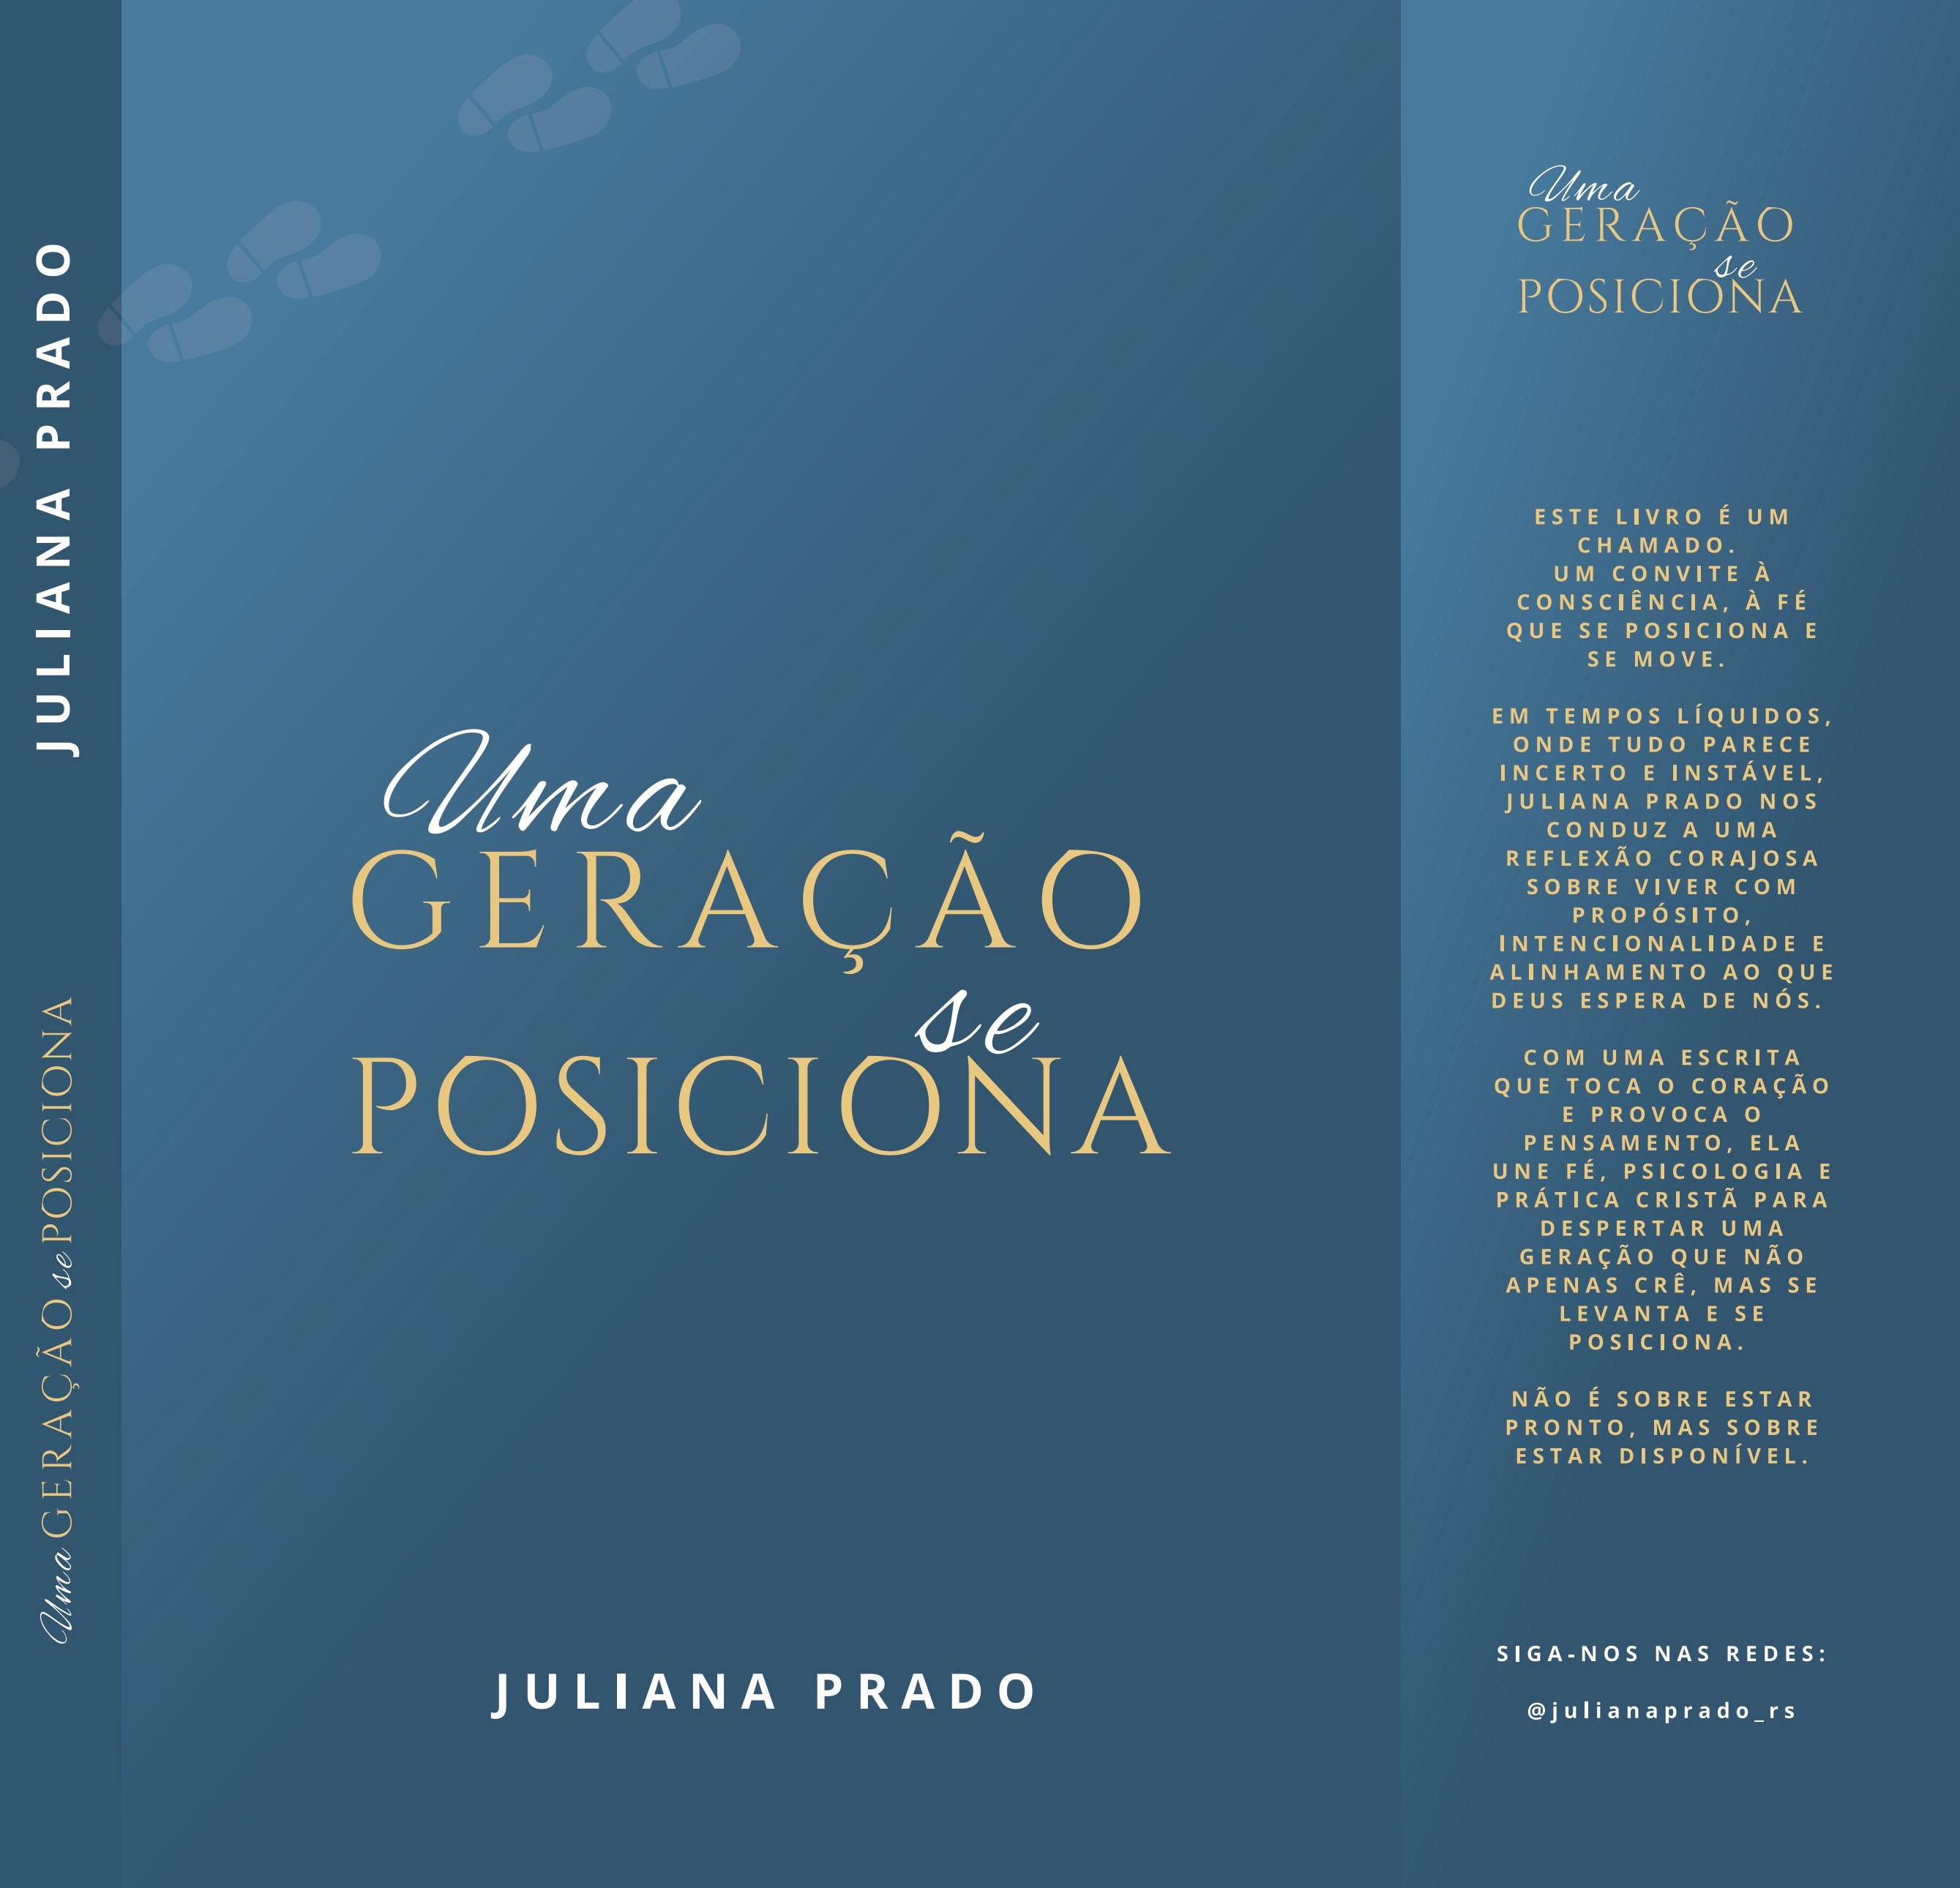 JULIANA PRADO
Uma GERAÇÃO se POSICIONA
Uma
GERAÇÃO
se
POSICIONA
JULIANA PRADO
Uma
GERAÇÃO
se
POSICIONA
ESTE LIVRO É UM
CHAMADO.
UM CONVITE À
CONSCIÊNCIA, À FÉ
QUE SE POSICIONA E
SE MOVE.
EM TEMPOS LÍQUIDOS,
ONDE TUDO PARECE
INCERTO E INSTÁVEL,
JULIANA PRADO NOS
CONDUZ A UMA
REFLEXÃO CORAJOSA
SOBRE VIVER COM
PROPÓSITO,
INTENCIONALIDADE E
ALINHAMENTO AO QUE
DEUS ESPERA DE NÓS.
COM UMA ESCRITA
QUE TOCA O CORAÇÃO
E PROVOCA O
PENSAMENTO, ELA
UNE FÉ, PSICOLOGIA E
PRÁTICA CRISTÃ PARA
DESPERTAR UMA
GERAÇÃO QUE NÃO
APENAS CRÊ, MAS SE
LEVANTA E SE
POSICIONA.
NÃO É SOBRE ESTAR
PRONTO, MAS SOBRE
ESTAR DISPONÍVEL.
SIGA-NOS NAS REDES:
@julianaprado_rs